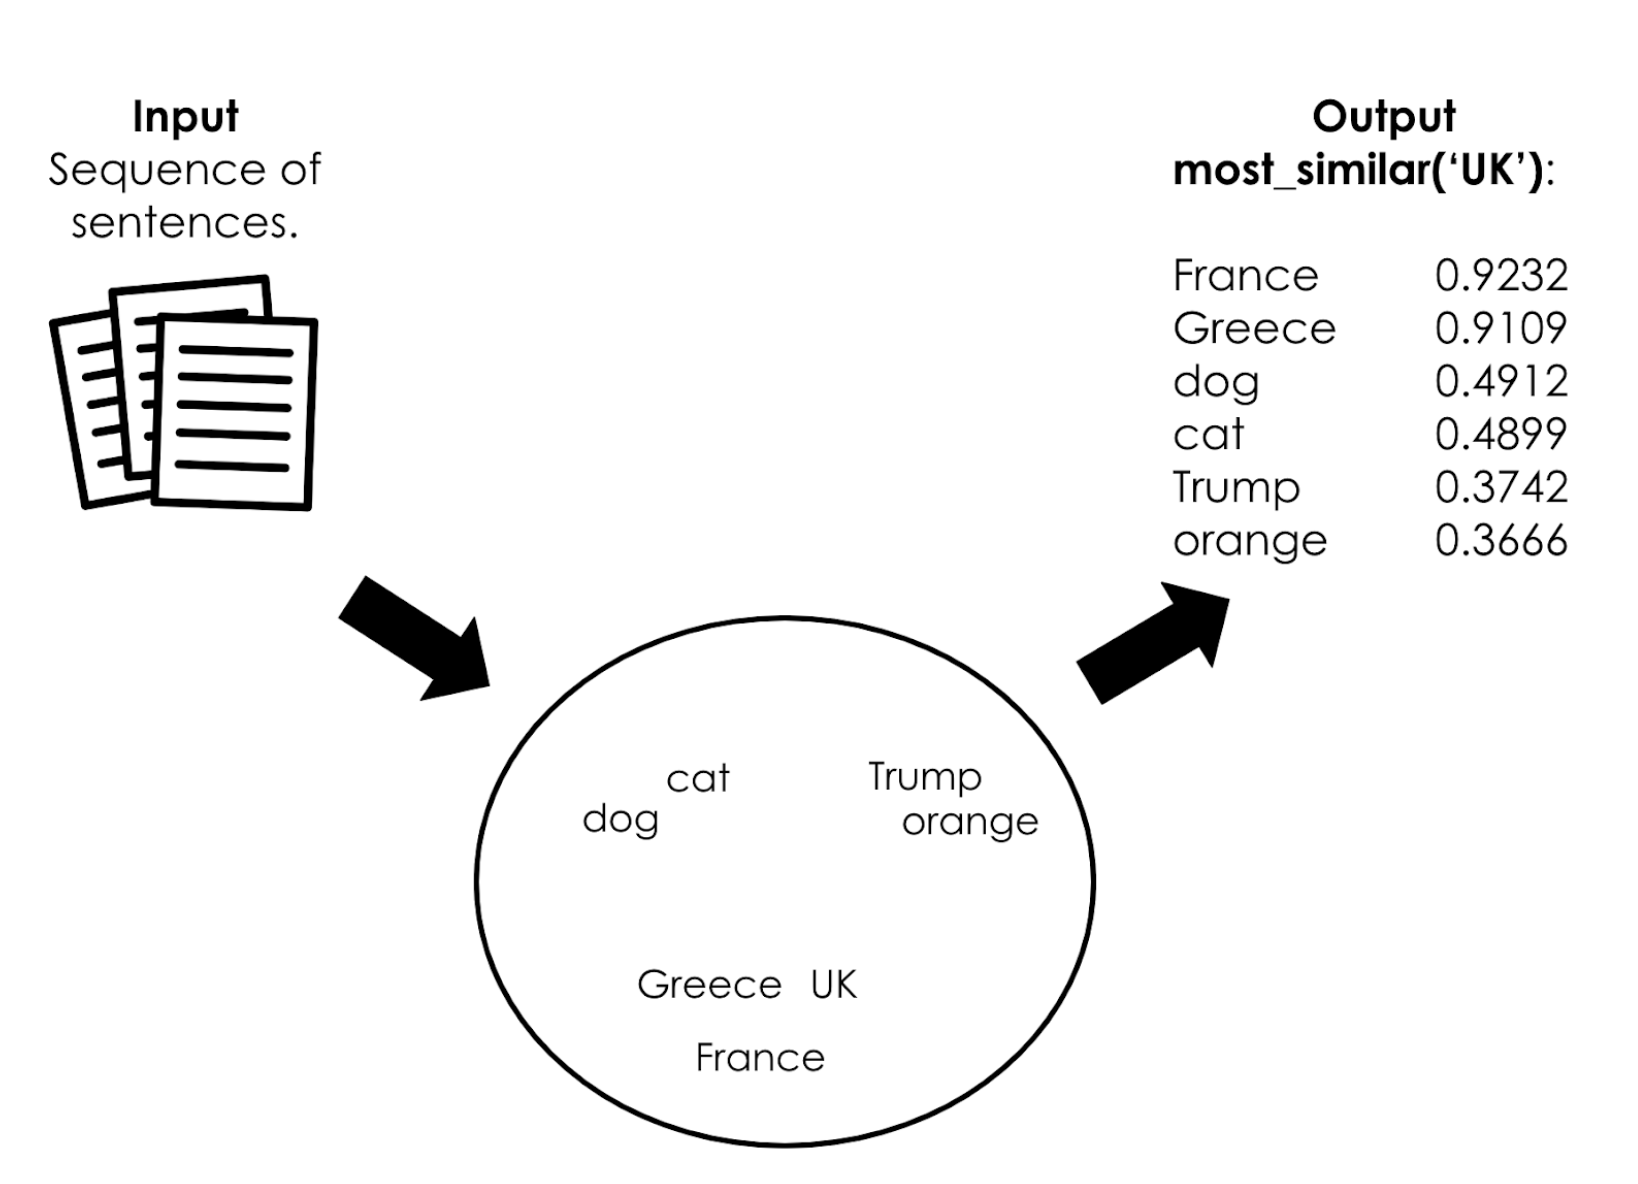 Input
Sequence of
sentences.
Output
most_similar(‘UK’):
France 0.9232
Greece 0.9109
dog 0.4912
cat 0.4899
Trump 0.3742
orange 0.3666
cat
dog
Trump
orange
Greece UK
France